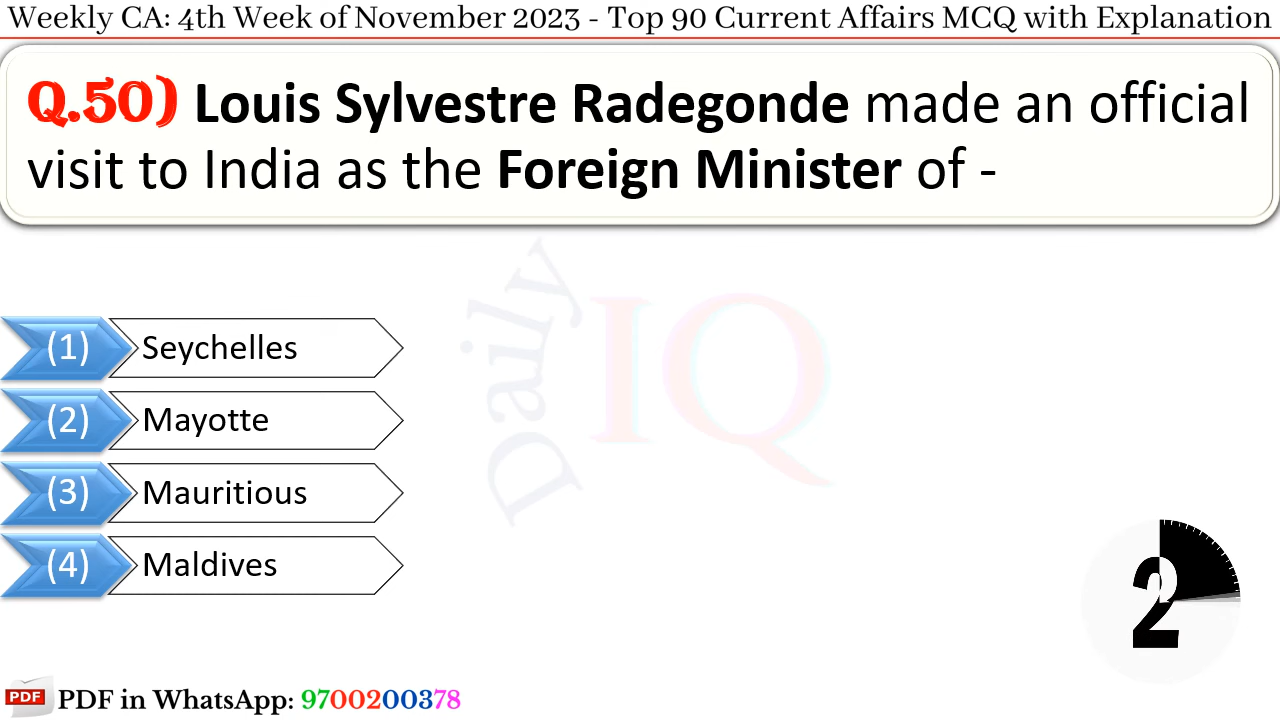 Weekly CA: 4th Week of November 2023 - Top 90 Current Affairs MCQ with Explanation
Q.50) Louis Sylvestre Radegonde made an official
visit to India as the Foreign Minister of -
Daily IQ
(1) Seychelles
(2) Mayotte
(3) Mauritious
(4) Maldives
2
PDF PDF in WhatsApp: 9700200378